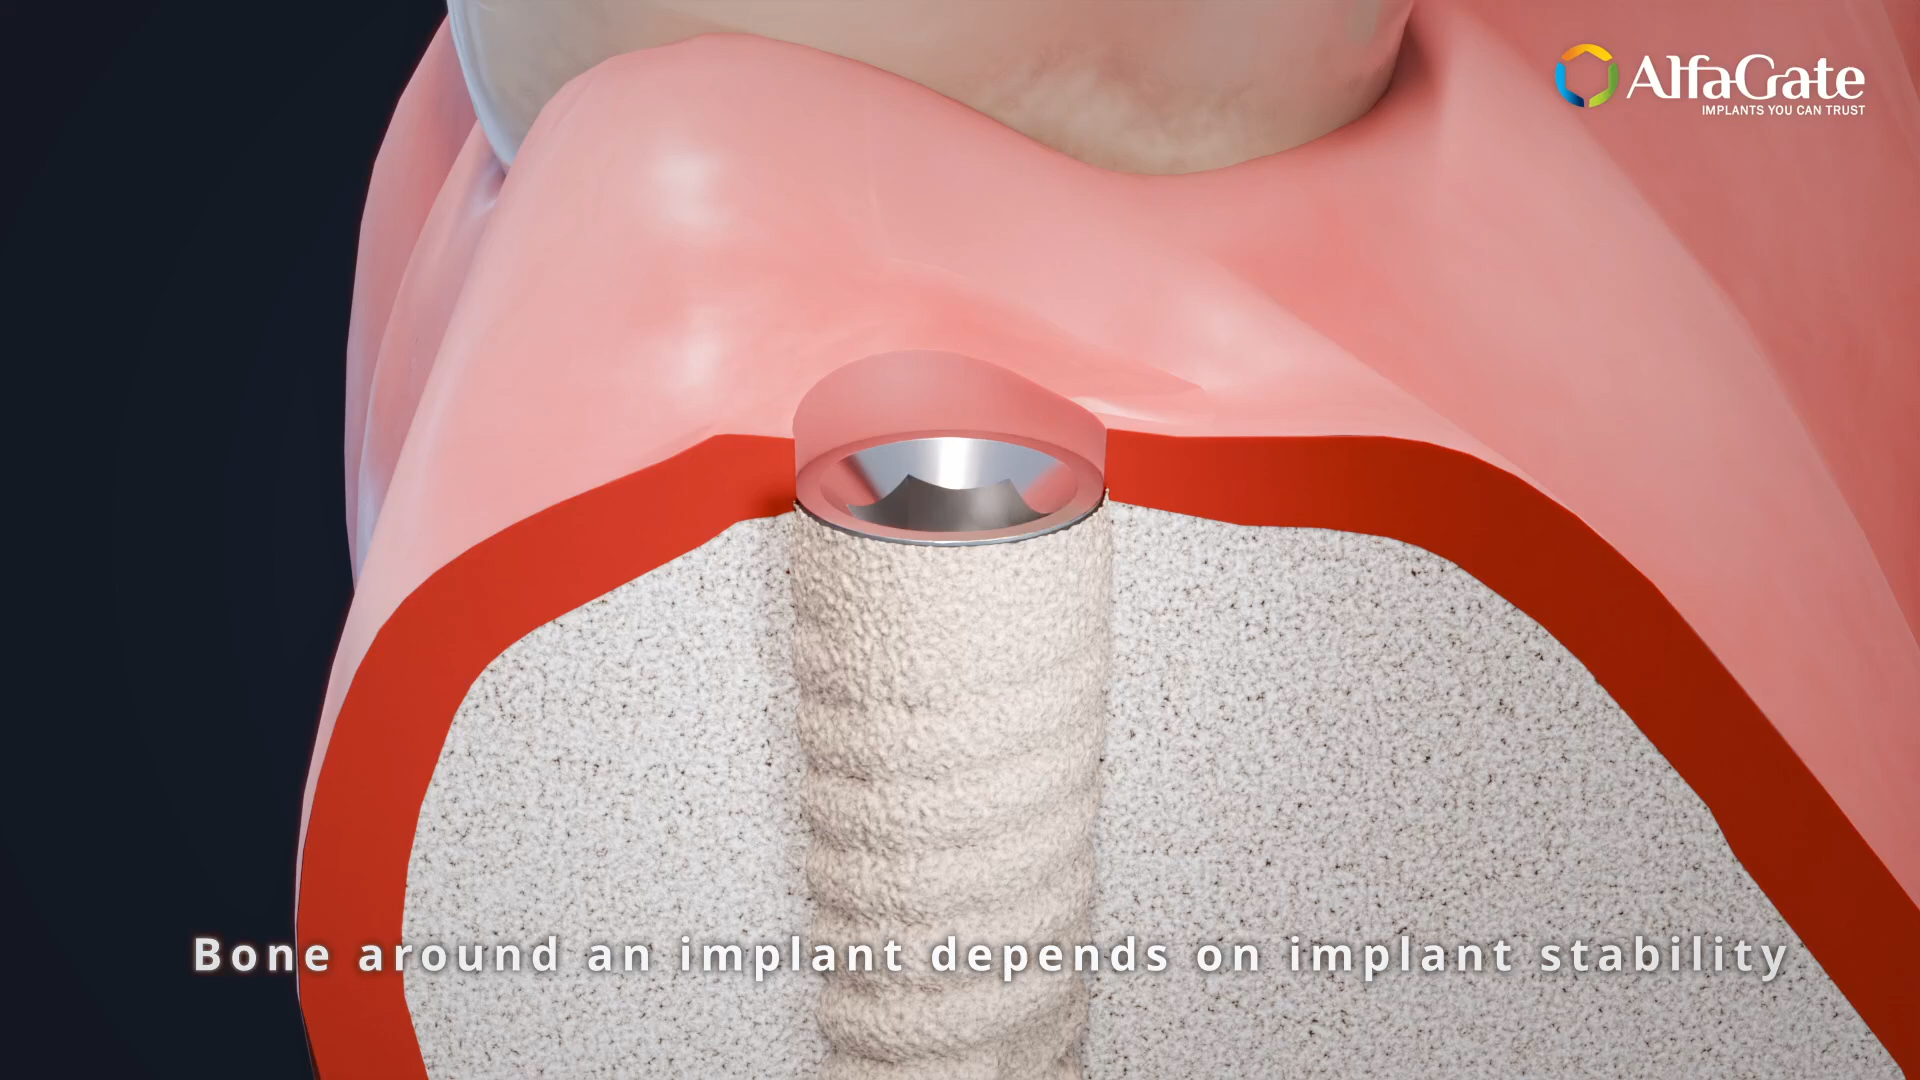 AlfaGate
IMPLANTS YOU CAN TRUST
Bone around an implant depends on implant stability